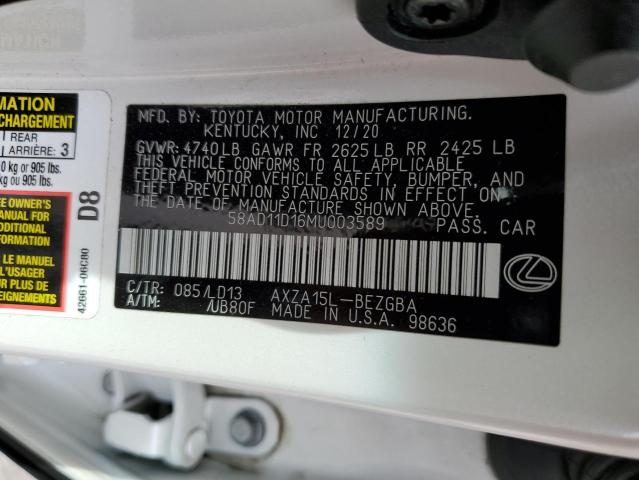 MFD. BY: TOYOTA MOTOR MANUFACTURING.
KENTUCKY, INC 12/20
GVWR: 4740LB GAWR FR 2625LB RR 2425 LB
THIS VEHICLE CONFORMS TO ALL APPLICABLE
FEDERAL MOTOR VEHICLE SAFETY, BUMPER, AND
THEFT PREVENTION STANDARDS IN EFFECT ON
THE DATE OF MANUFACTURE SHOWN ABOVE.
58AD11D16MU003589 PASS. CAR
C/TR: 085/LD13 AXZA15L-BEZGBA
A/TM: /UB80F MADE IN U.S.A. 98636
MATION
CHARGEMENT
REAR
ARRIÈRE: 3
0 kg or 905 lbs.
kg ou 905 lbs.
E OWNER'S
ANUAL FOR
DDITIONAL
FORMATION
LE MANUEL
L'USAGER
R PLUS DE
EIGNEMENTS
D8
42661-06C80